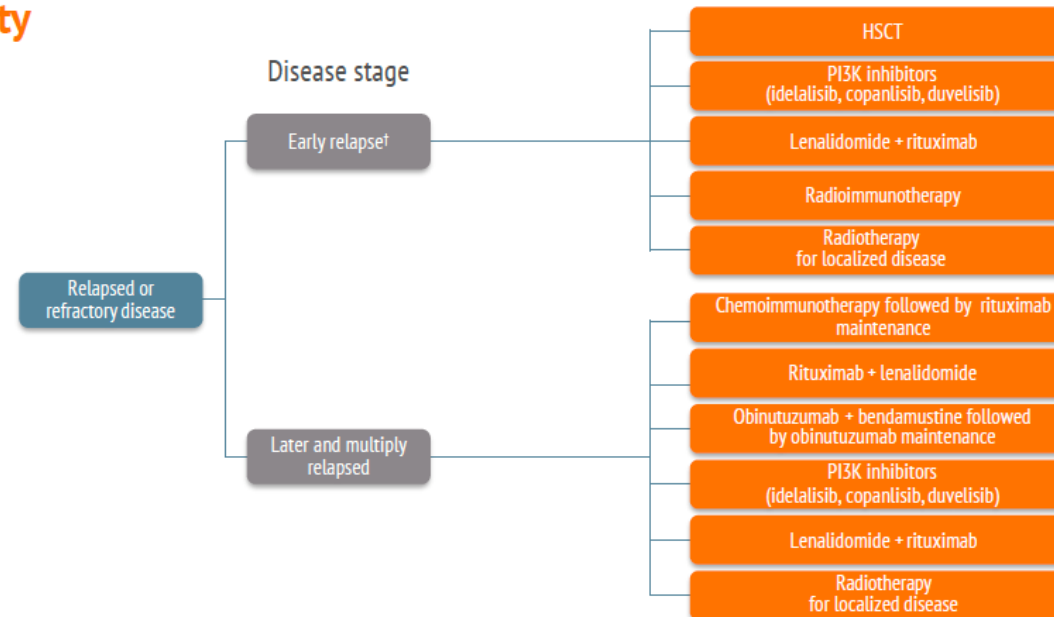 ty
Disease stage
Relapsed or
refractory disease
Early relapse†
HSCT
PI3K inhibitors
(idelalisib, copanlisib, duvelisib)
Lenalidomide + rituximab
Radioimmunotherapy
Radiotherapy
for localized disease
Later and multiply
relapsed
Chemoimmunotherapy followed by rituximab
maintenance
Rituximab + lenalidomide
Obinutuzumab + bendamustine followed
by obinutuzumab maintenance
PI3K inhibitors
(idelalisib, copanlisib, duvelisib)
Lenalidomide + rituximab
Radiotherapy
for localized disease